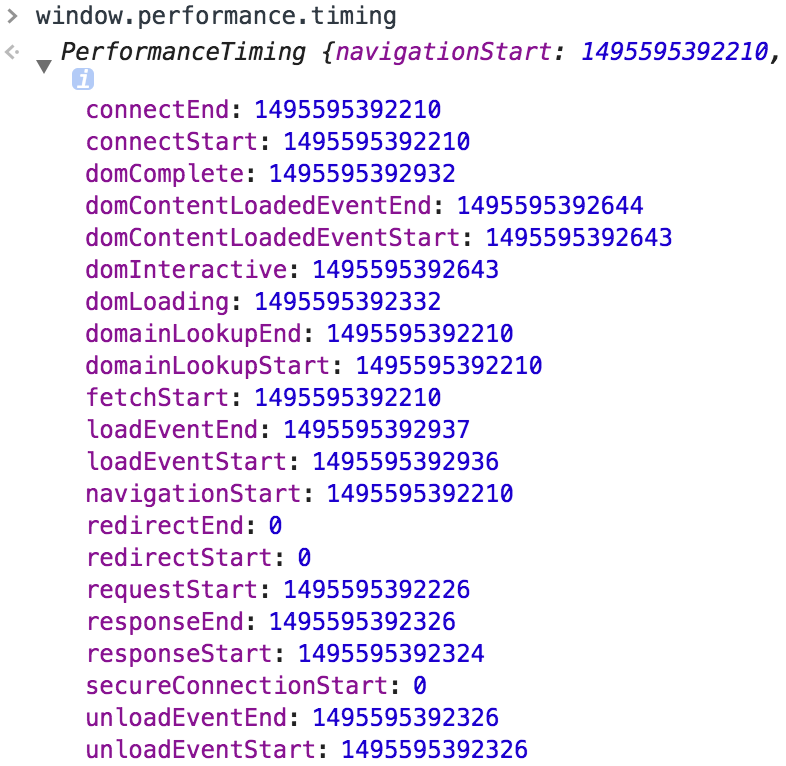 > window.performance.timing
PerformanceTiming {navigationStart: 1495595392210,
i
connectEnd: 1495595392210
connectStart: 1495595392210
domComplete: 1495595392932
domContentLoadedEventEnd: 1495595392644
domContentLoadedEventStart: 1495595392643
domInteractive: 1495595392643
domLoading: 1495595392332
domainLookupEnd: 1495595392210
domainLookupStart: 1495595392210
fetchStart: 1495595392210
loadEventEnd: 1495595392937
loadEventStart: 1495595392936
navigationStart: 1495595392210
redirectEnd: 0
redirectStart: 0
requestStart: 1495595392226
responseEnd: 1495595392326
responseStart: 1495595392324
secureConnectionStart: 0
unloadEventEnd: 1495595392326
unloadEventStart: 1495595392326